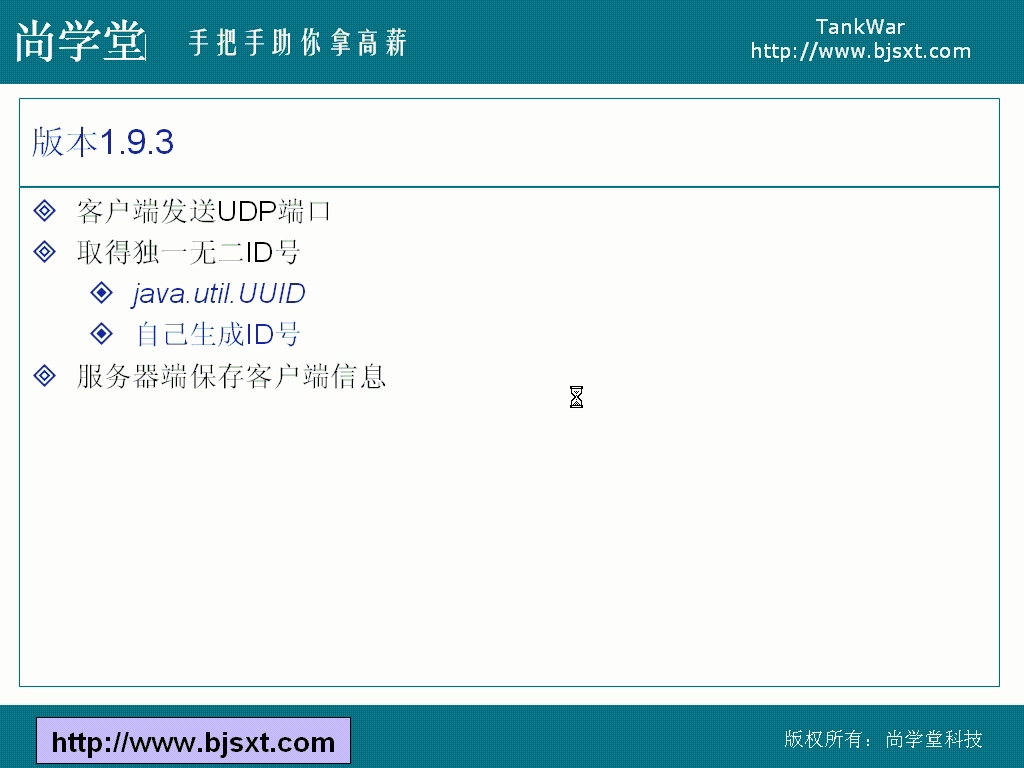 尚学堂 手把手助你拿高薪
TankWar
http://www.bjsxt.com
版本1.9.3
客户端发送UDP端口
取得独一无二ID号
java.util.UUID
自己生成ID号
服务器端保存客户端信息
http://www.bjsxt.com
版权所有：尚学堂科技